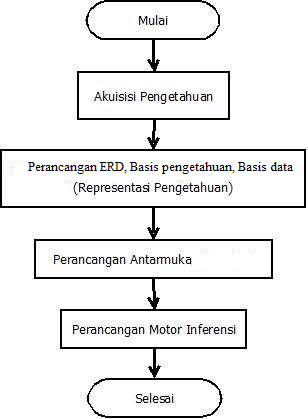 Mulai
Akuisisi Pengetahuan
Perancangan ERD, Basis pengetahuan, Basis data
(Representasi Pengetahuan)
Perancangan Antarmuka
Perancangan Motor Inferensi
Selesai